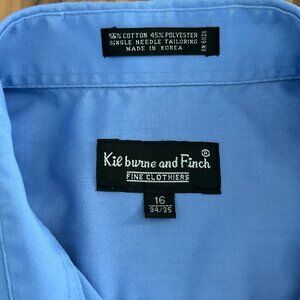 55% COTTON 45% POLYESTER
SINGLE NEEDLE TAILORING
MADE IN KOREA
Kilburne and Finch®
FINE CLOTHIERS
16
34/35